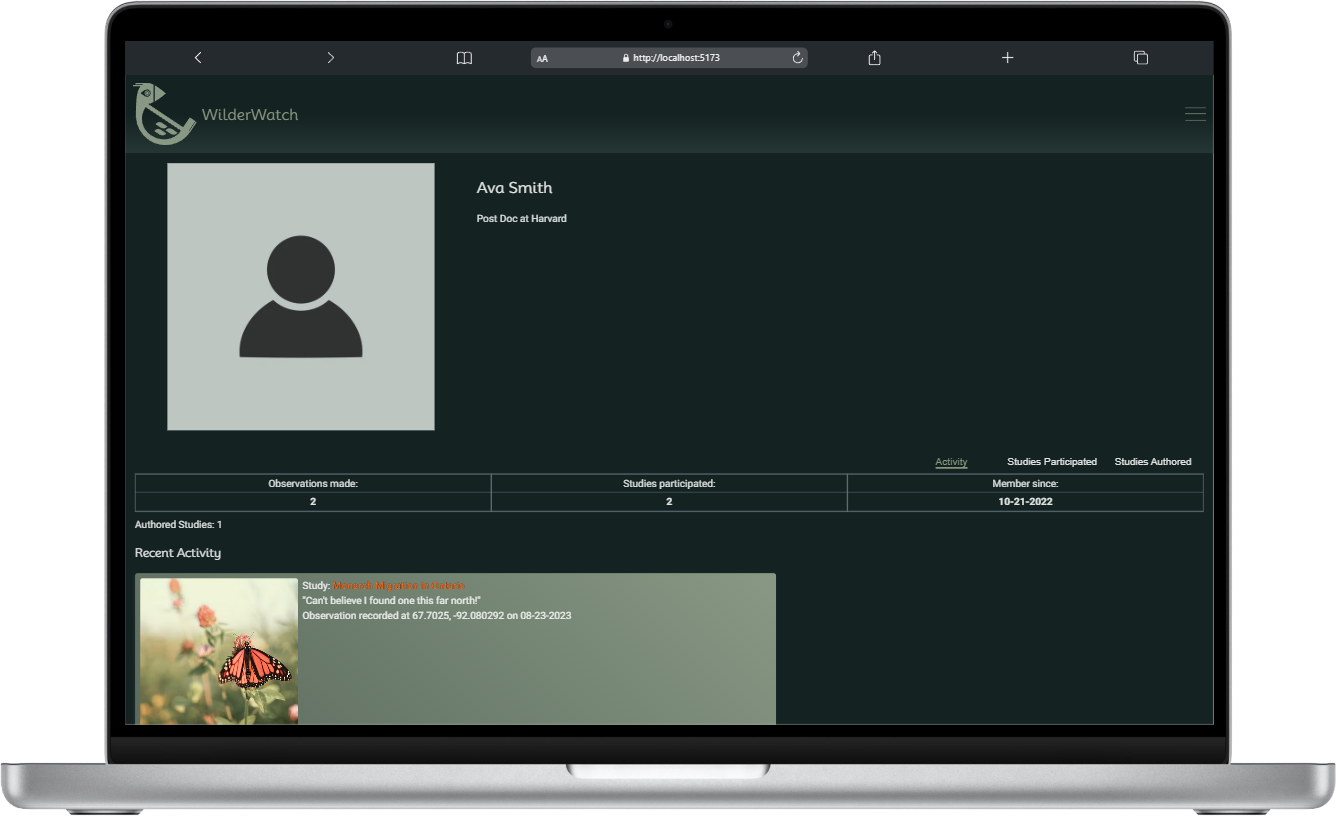 AA
http://localhost:5173
WilderWatch
Ava Smith
Post Doc at Harvard
Activity Studies Participated Studies Authored
Observations made: Studies participated: Member since:
2 2 10-21-2022
Authored Studies: 1
Recent Activity
Study: Monarch Migration in Ontario
"Can't believe I found one this far north!"
Observation recorded at 67.7025, -92.080292 on 08-23-2023